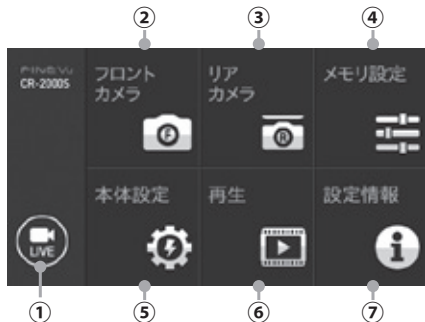 ② ③ ④
FINEVu
CR-2000S
フロント
カメラ
F
リア
カメラ
R
メモリ設定
LIVE
本体設定
再生
設定情報
i
① ⑤ ⑥ ⑦